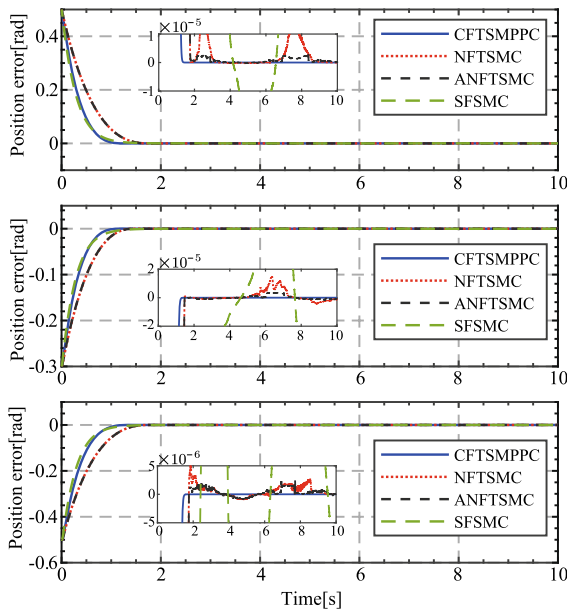 Position error[rad]
0.4
0.2
0
×10⁻⁵
1
0
-1
0 2 4 6 8 10
CFTSMPPC
NFTSMC
ANFTSMC
SFSMC
0 2 4 6 8 10
Position error[rad]
0
-0.1
-0.2
-0.3
×10⁻⁵
2
0
-2
0 2 4 6 8 10
CFTSMPPC
NFTSMC
ANFTSMC
SFSMC
0 2 4 6 8 10
Position error[rad]
0
-0.2
-0.4
-0.6
×10⁻⁶
5
0
-5
0 2 4 6 8 10
CFTSMPPC
NFTSMC
ANFTSMC
SFSMC
0 2 4 6 8 10
Time[s]